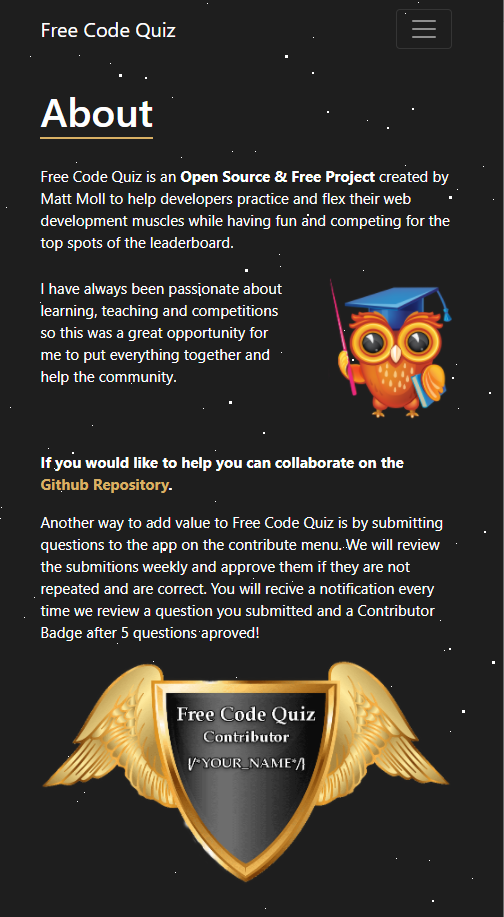 Free Code Quiz
About
Free Code Quiz is an Open Source & Free Project created by
Matt Moll to help developers practice and flex their web
development muscles while having fun and competing for the
top spots of the leaderboard.
I have always been passionate about
learning, teaching and competitions
so this was a great opportunity for
me to put everything together and
help the community.
If you would like to help you can collaborate on the
Github Repository.
Another way to add value to Free Code Quiz is by submitting
questions to the app on the contribute menu. We will review
the submitions weekly and approve them if they are not
repeated and are correct. You will recive a notification every
time we review a question you submitted and a Contributor
Badge after 5 questions aproved!
Free Code Quiz
Contributor
[/*YOUR_NAME*/]